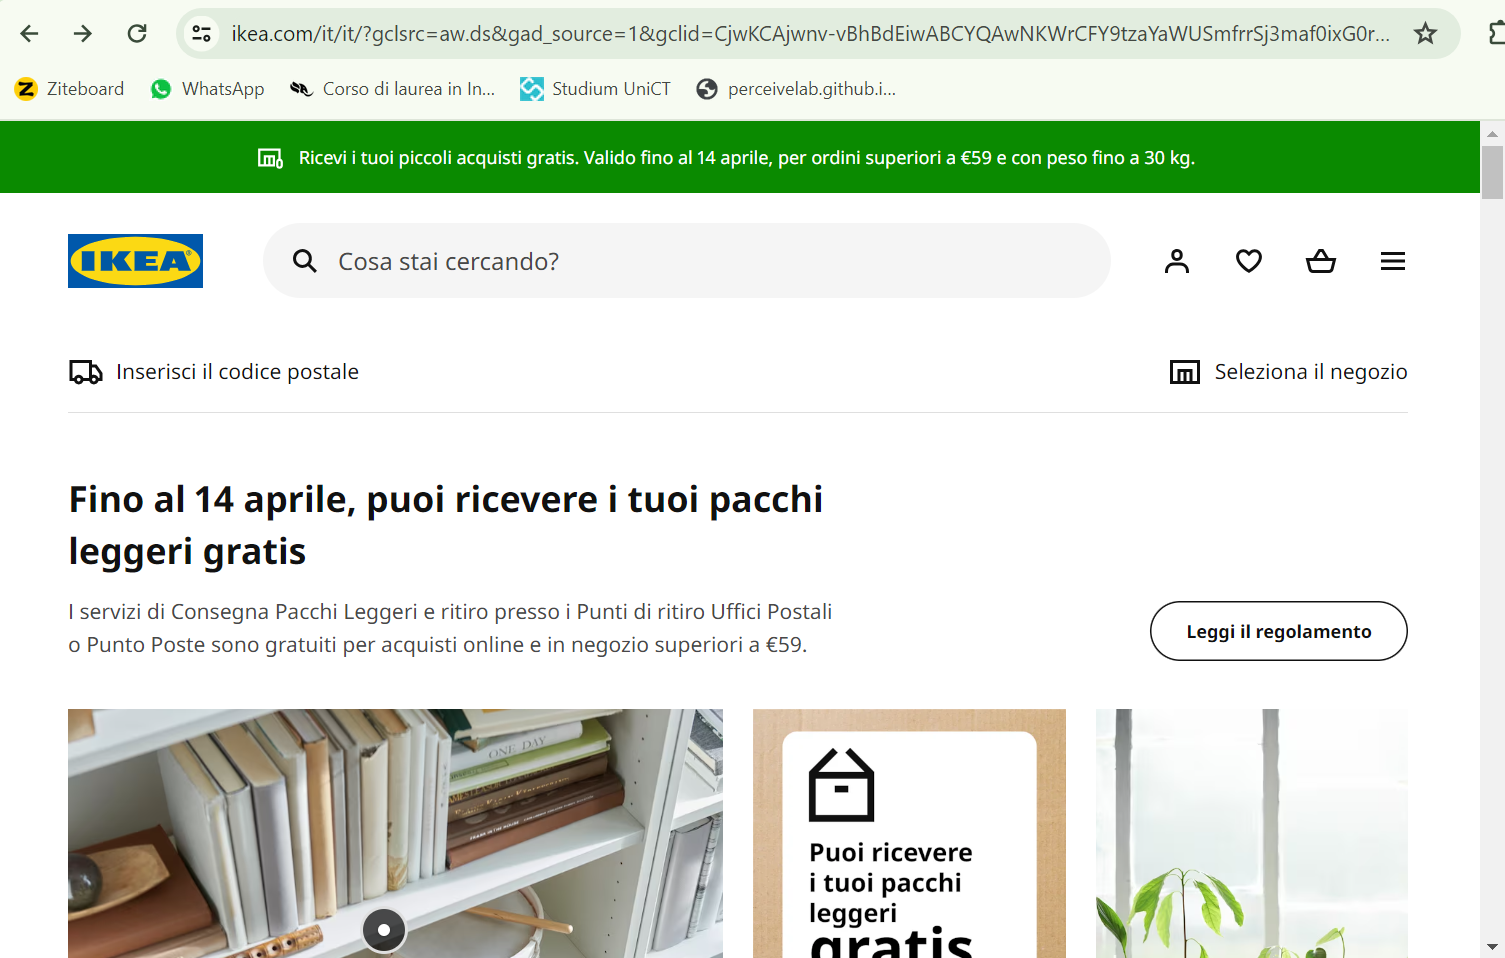 ikea.com/it/it/?gclsrc=aw.ds&gad_source=1&gclid=CjwKCAjwnv-vBhBdEiwABCYQAwNKWrCFY9tzaYaWUSmfrrSj3maf0ixG0r...
Ziteboard WhatsApp Corso di laurea in In... Studium UniCT perceivelab.github.i...
Ricevi i tuoi piccoli acquisti gratis. Valido fino al 14 aprile, per ordini superiori a €59 e con peso fino a 30 kg.
IKEA
Cosa stai cercando?
Inserisci il codice postale
Seleziona il negozio
Fino al 14 aprile, puoi ricevere i tuoi pacchi
leggeri gratis
I servizi di Consegna Pacchi Leggeri e ritiro presso i Punti di ritiro Uffici Postali
o Punto Poste sono gratuiti per acquisti online e in negozio superiori a €59.
Leggi il regolamento
ONE DAY
Puoi ricevere
i tuoi pacchi
leggeri
gratis